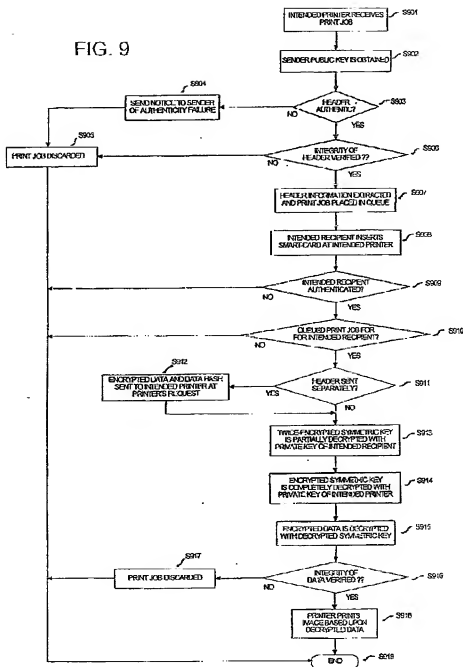 FIG. 9
INTENDED PRINTER RECEIVES
PRINT JOB
S901
SENDER PUBLIC KEY IS OBTAINED
S902
HEADER
AUTHENTIC?
S903
NO
YES
SEND NOTICE TO SENDER
OF AUTHENTICITY FAILURE
S904
PRINT JOB DISCARDED
S905
INTEGRITY OF
HEADER VERIFIED ??
S906
NO
YES
HEADER INFORMATION EXTRACTED
AND PRINT JOB PLACED IN QUEUE
S907
INTENDED RECIPIENT INSERTS
SMART-CARD AT INTENDED PRINTER
S908
INTENDED RECIPIENT
AUTHENTICATED?
S909
NO
YES
QUEUED PRINT JOB FOR
FOR INTENDED RECIPIENT?
S910
NO
YES
HEADER SENT
SEPARATELY?
S911
YES
NO
S912
ENCRYPTED DATA AND DATA HASH
SENT TO INTENDED PRINTER AT
PRINTER'S REQUEST
TWICE-ENCRYPTED SYMMETRIC KEY
IS PARTIALLY DECRYPTED WITH
PRIVATE KEY OF INTENDED RECIPIENT
S913
ENCRYPTED SYMMETRIC KEY
IS COMPLETELY DECRYPTED WITH
PRIVATE KEY OF INTENDED PRINTER
S914
ENCRYPTED DATA IS DECRYPTED
WITH DECRYPTED SYMMETRIC KEY
S915
INTEGRITY OF
DATA VERIFIED ??
S916
NO
YES
S917
PRINT JOB DISCARDED
PRINTER PRINTS
IMAGE BASED UPON
DECRYPTED DATA
S918
END
S919